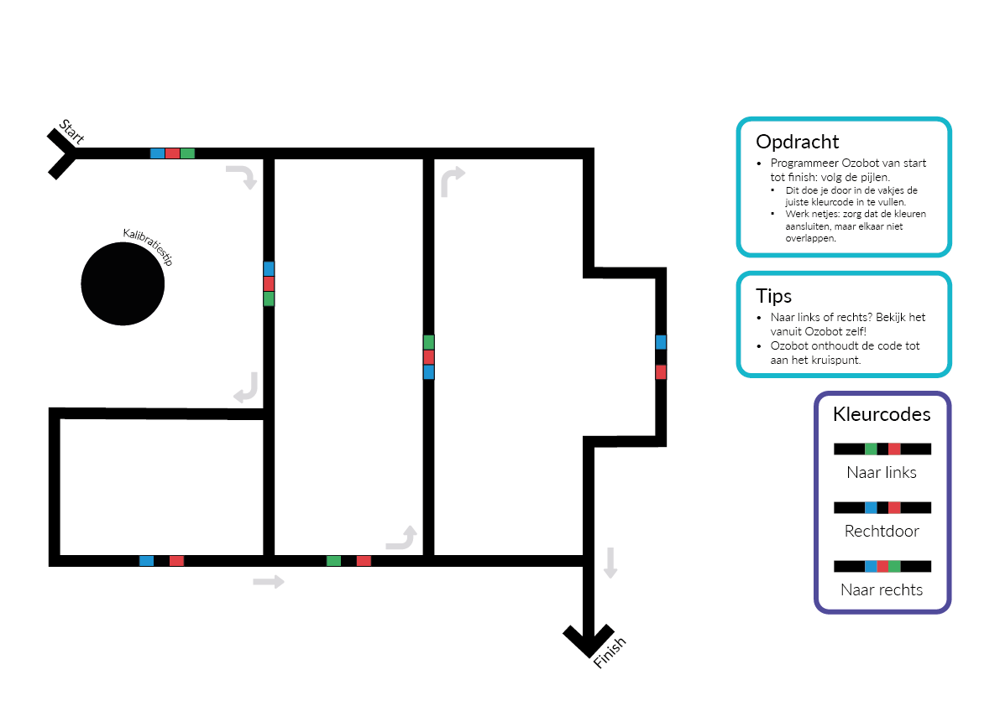 Start
Kalibratiestip
Finish
Opdracht
• Programmeer Ozobot van start
tot finish: volg de pijlen.
▪ Dit doe je door in de vakjes de
juiste kleurcode in te vullen.
▪ Werk netjes: zorg dat de kleuren
aansluiten, maar elkaar niet
overlappen.
Tips
• Naar links of rechts? Bekijk het
vanuit Ozobot zelf!
• Ozobot onthoudt de code tot
aan het kruispunt.
Kleurcodes
Naar links
Rechtdoor
Naar rechts